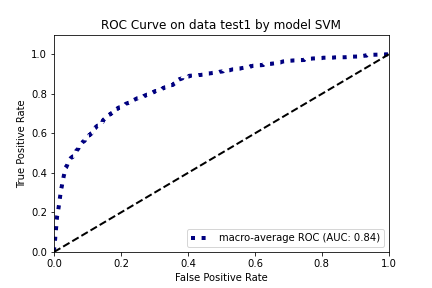 ROC Curve on data test1 by model SVM
True Positive Rate
1.0
0.8
0.6
0.4
0.2
0.0
macro-average ROC (AUC: 0.84)
0.0 0.2 0.4 0.6 0.8 1.0
False Positive Rate